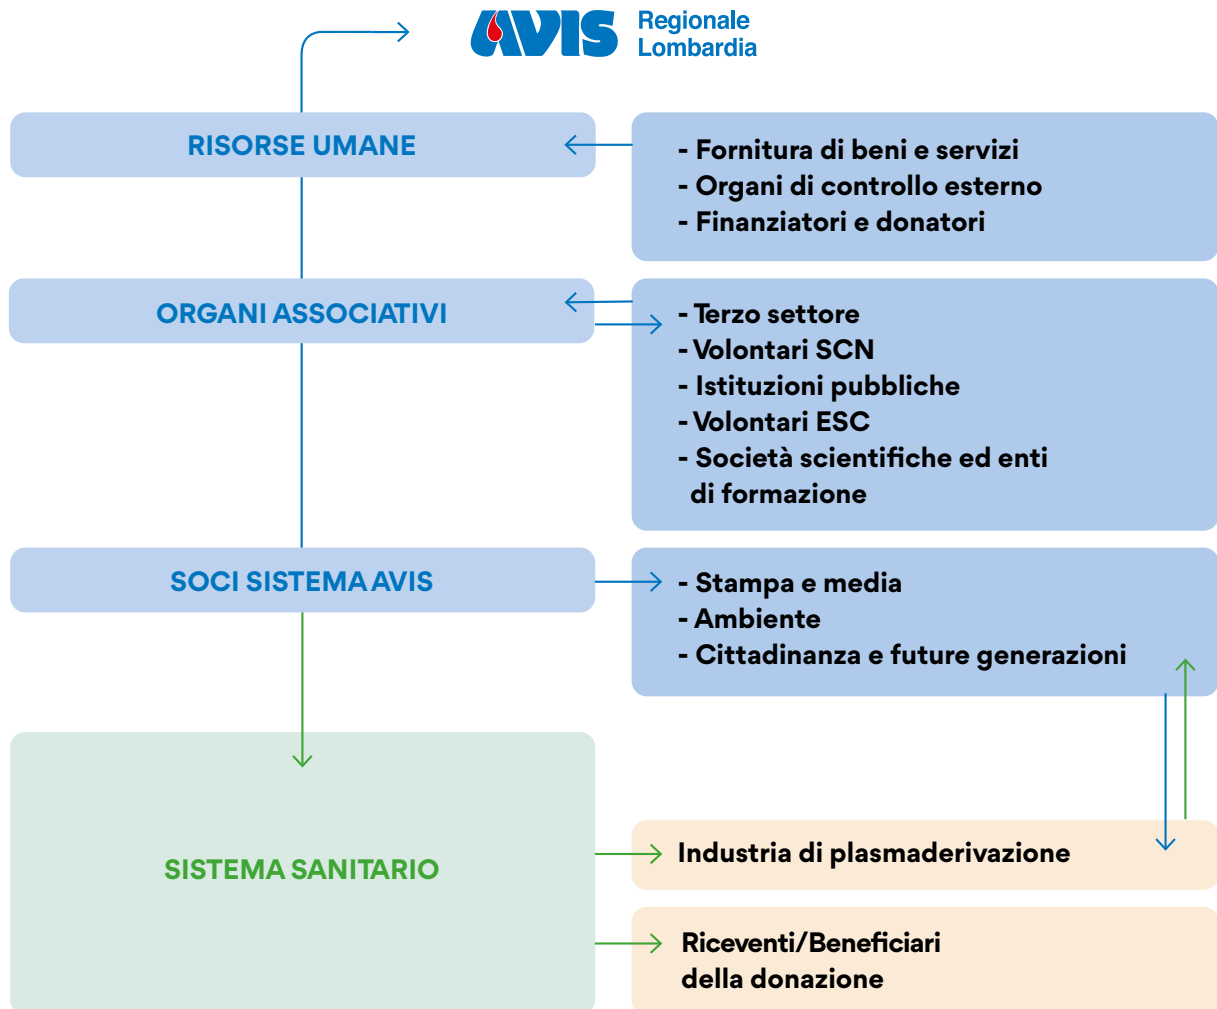 AVIS Regionale
Lombardia
RISORSE UMANE
- Fornitura di beni e servizi
- Organi di controllo esterno
- Finanziatori e donatori
ORGANI ASSOCIATIVI
- Terzo settore
- Volontari SCN
- Istituzioni pubbliche
- Volontari ESC
- Società scientifiche ed enti
di formazione
SOCI SISTEMA AVIS
- Stampa e media
- Ambiente
- Cittadinanza e future generazioni
SISTEMA SANITARIO
Industria di plasmaderivazione
Riceventi/Beneficiari
della donazione